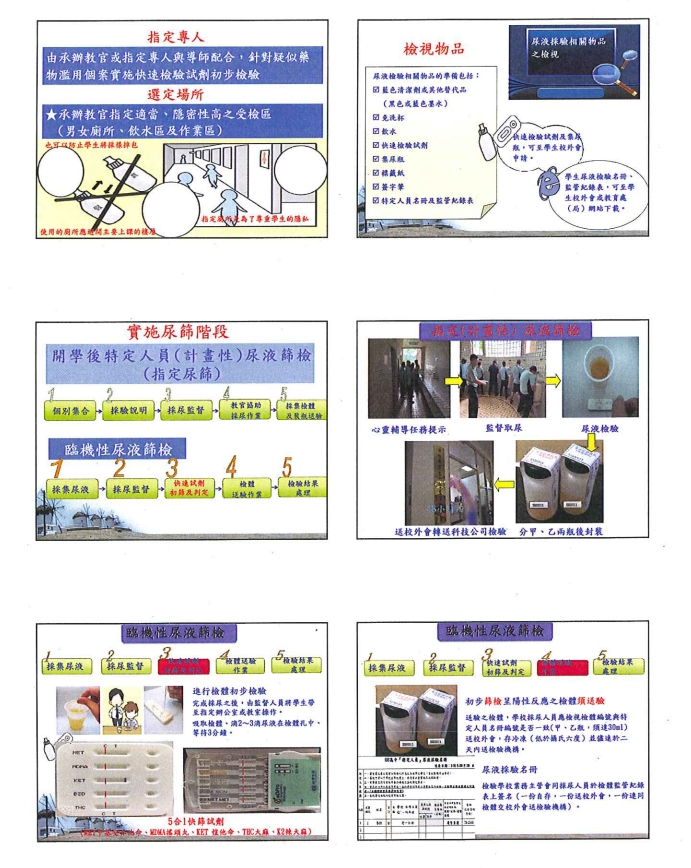 指定專人
由承辦教官或指定專人與導師配合，針對疑似藥
物濫用個案實施快速檢驗試劑初步檢驗
選定場所
★承辦教官指定適當、隱密性高之受檢區
（男女廁所、飲水區及作業區）
也可以防止學生將採樣掉包
指定廁所是為了尊重學生的隱私
使用的廁所應遠離主要上課的樓層
檢視物品
尿液採驗相關物品
之檢視
尿液檢驗相關物品的準備包括：
☑藍色清潔劑或其他替代品
（黑色或藍色墨水）
☑免洗杯
☑飲水
☑快速檢驗試劑
☑集尿瓶
☑標籤紙
☑簽字筆
☑特定人員名冊及監管紀錄表
快速檢驗試劑及集尿
瓶，可至學生校外會
申請。
學生尿液檢驗名冊、
監管紀錄表，可至學
生校外會或教育處
（局）網站下載。
實施尿篩階段
開學後特定人員(計畫性)尿液篩檢
(指定尿篩)
1 2 3 4 5
個別集合
採驗說明
採尿監督
教官協助
採尿作業
採集檢體
及裝瓶送驗
臨機性尿液篩檢
1 2 3 4 5
採集尿液
採尿監督
快速試劑
初篩及判定
檢體
送驗作業
檢驗結果
處理
心靈輔導任務提示
監督取尿
尿液檢驗
送校外會轉送科技公司檢驗
分甲、乙兩瓶後封裝
臨機性尿液篩檢
1 2 3 4 5
採集尿液
採尿監督
檢體送驗
作業
檢驗結果
處理
進行檢體初步檢驗
完成採尿之後，由監督人員將學生帶
至指定辦公室或教室操作。
吸取檢體，滴2～3滴尿液在檢體孔中、
等待3分鐘。
MET
MDMA
KET
BZD
THC
5合1快篩試劑
臨機性尿液篩檢
1 2 3 4 5
採集尿液
採尿監督
快速試劑
初篩及判定
檢驗結果
處理
初步篩檢呈陽性反應之檢體須送驗
送驗之檢體，學校採尿人員應檢視檢體編號與特
定人員名冊編號是否一致(甲、乙瓶，須達30ml)
送校外會，存冷凍（低於攝氏六度）並儘速於二
天內送檢驗機構。
尿液採驗名冊
檢驗學校業務主管會同採尿人員於檢體監管紀錄
表上簽名（一份自存，一份送校外會，一份連同
檢體交校外會送檢驗機構）。